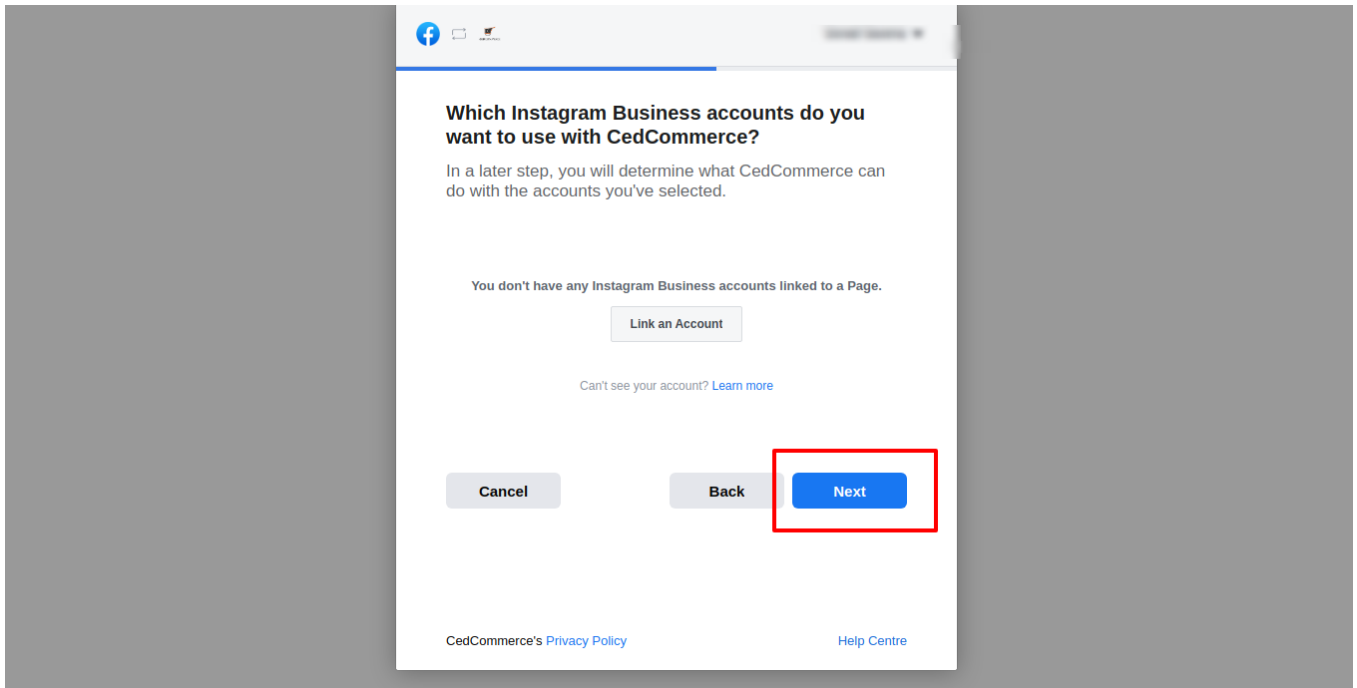 Which Instagram Business accounts do you
want to use with CedCommerce?
In a later step, you will determine what CedCommerce can
do with the accounts you've selected.
You don't have any Instagram Business accounts linked to a Page.
Link an Account
Can't see your account? Learn more
Cancel
Back
Next
CedCommerce's Privacy Policy
Help Centre